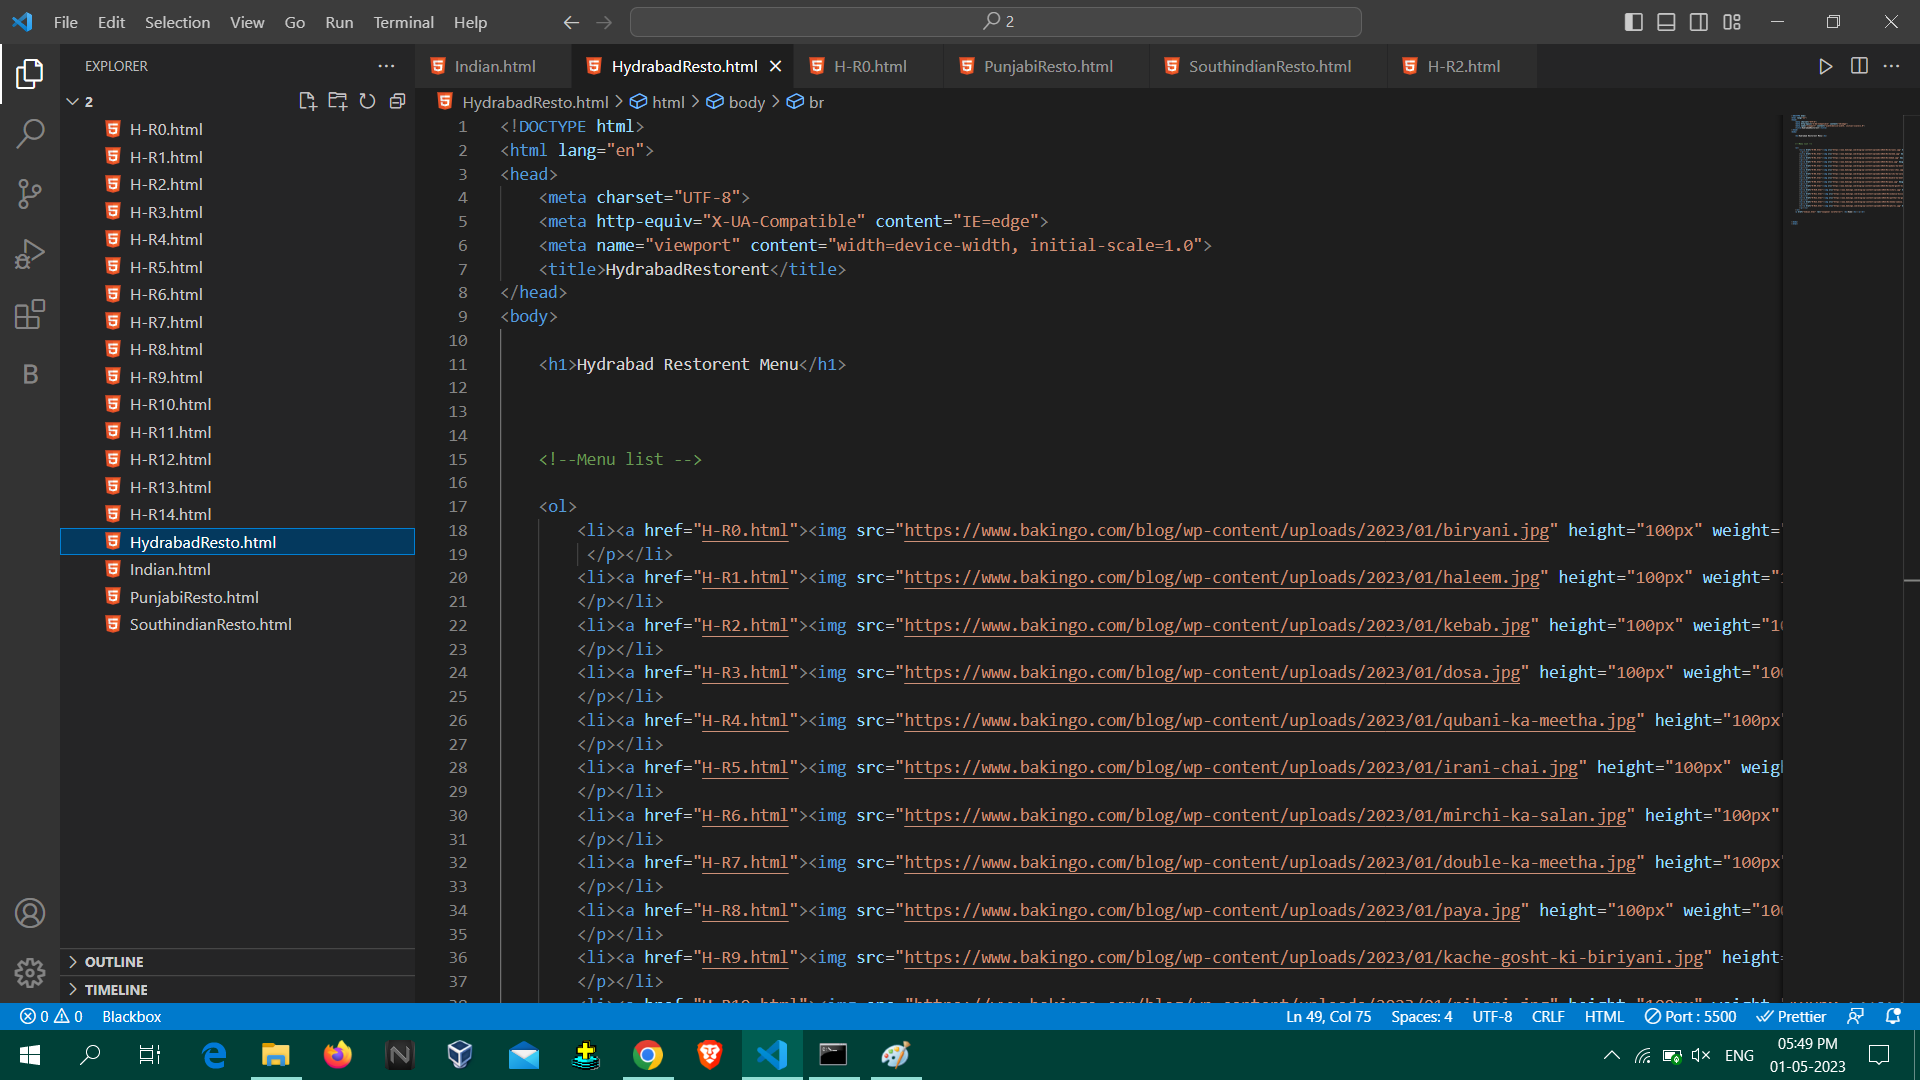 File Edit Selection View Go Run Terminal Help
2
EXPLORER
Indian.html HydrabadResto.html H-R0.html PunjabiResto.html SouthindianResto.html H-R2.html
2
H-R0.html
H-R1.html
H-R2.html
H-R3.html
H-R4.html
H-R5.html
H-R6.html
H-R7.html
H-R8.html
H-R9.html
H-R10.html
H-R11.html
H-R12.html
H-R13.html
H-R14.html
HydrabadResto.html
Indian.html
PunjabiResto.html
SouthindianResto.html
OUTLINE
TIMELINE
HydrabadResto.html > html > body > br
1 <!DOCTYPE html>
2 <html lang="en">
3 <head>
4 <meta charset="UTF-8">
5 <meta http-equiv="X-UA-Compatible" content="IE=edge">
6 <meta name="viewport" content="width=device-width, initial-scale=1.0">
7 <title>HydrabadRestorent</title>
8 </head>
9 <body>
10
11 <h1>Hydrabad Restorent Menu</h1>
12
13
14
15 <!--Menu list -->
16
17 <ol>
18 <li><a href="H-R0.html"><img src="https://www.bakingo.com/blog/wp-content/uploads/2023/01/biryani.jpg" height="100px" weight="
19 </p></li>
20 <li><a href="H-R1.html"><img src="https://www.bakingo.com/blog/wp-content/uploads/2023/01/haleem.jpg" height="100px" weight="
21 </p></li>
22 <li><a href="H-R2.html"><img src="https://www.bakingo.com/blog/wp-content/uploads/2023/01/kebab.jpg" height="100px" weight="10
23 </p></li>
24 <li><a href="H-R3.html"><img src="https://www.bakingo.com/blog/wp-content/uploads/2023/01/dosa.jpg" height="100px" weight="100
25 </p></li>
26 <li><a href="H-R4.html"><img src="https://www.bakingo.com/blog/wp-content/uploads/2023/01/qubani-ka-meetha.jpg" height="100px"
27 </p></li>
28 <li><a href="H-R5.html"><img src="https://www.bakingo.com/blog/wp-content/uploads/2023/01/irani-chai.jpg" height="100px" weigh
29 </p></li>
30 <li><a href="H-R6.html"><img src="https://www.bakingo.com/blog/wp-content/uploads/2023/01/mirchi-ka-salan.jpg" height="100px"
31 </p></li>
32 <li><a href="H-R7.html"><img src="https://www.bakingo.com/blog/wp-content/uploads/2023/01/double-ka-meetha.jpg" height="100px"
33 </p></li>
34 <li><a href="H-R8.html"><img src="https://www.bakingo.com/blog/wp-content/uploads/2023/01/paya.jpg" height="100px" weight="100
35 </p></li>
36 <li><a href="H-R9.html"><img src="https://www.bakingo.com/blog/wp-content/uploads/2023/01/kache-gosht-ki-biriyani.jpg" height=
37 </p></li>
0 0 Blackbox Ln 49, Col 75 Spaces: 4 UTF-8 CRLF HTML Port : 5500 Prettier
ENG 05:49 PM
01-05-2023